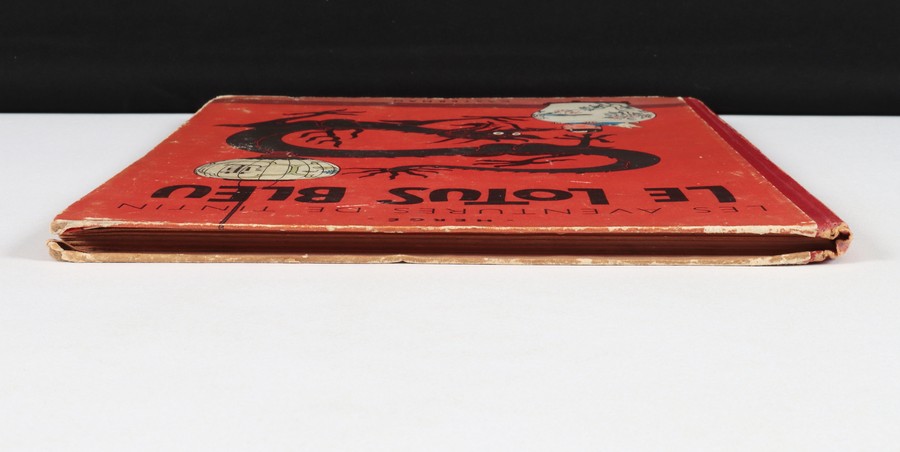 HERGÉ
LES AVENTURES DE TINTIN
LE LOTUS BLEU